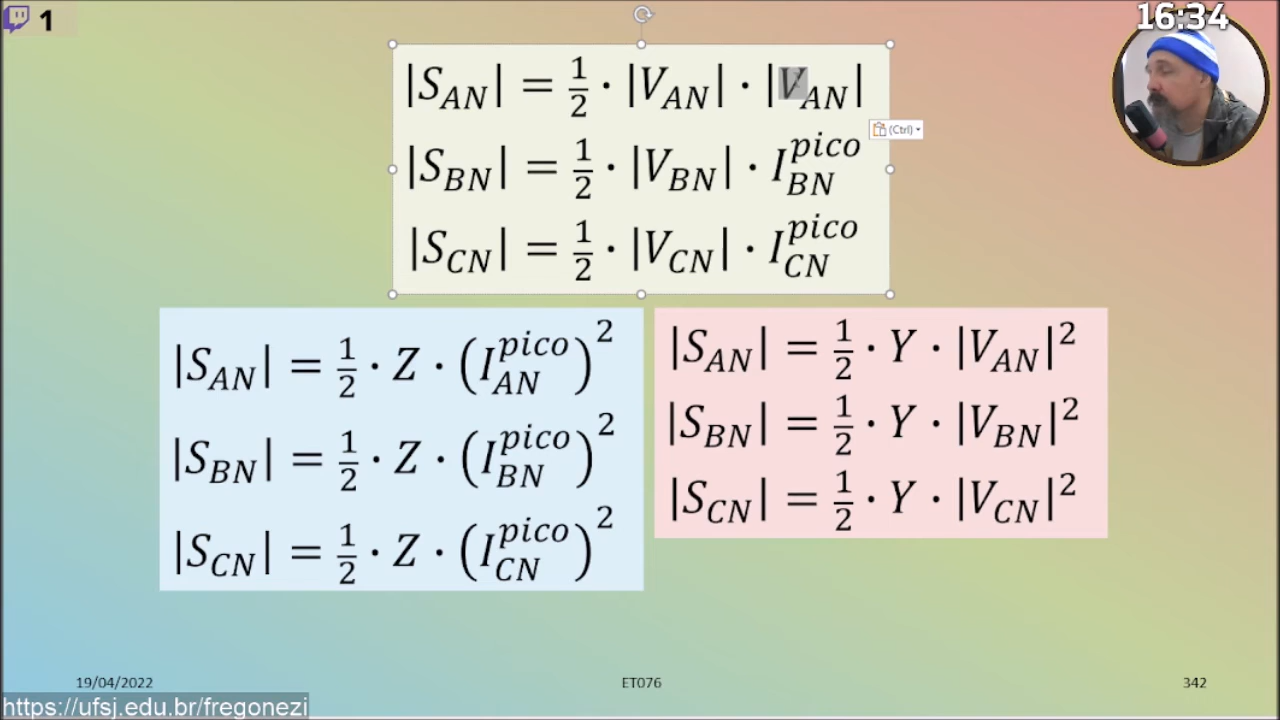 1
16:34
|S_AN| = 1/2 · |V_AN| · |V_AN|
(Ctrl)
|S_BN| = 1/2 · |V_BN| · I_BN^pico
|S_CN| = 1/2 · |V_CN| · I_CN^pico
|S_AN| = 1/2 · Z · (I_AN^pico)^2
|S_BN| = 1/2 · Z · (I_BN^pico)^2
|S_CN| = 1/2 · Z · (I_CN^pico)^2
|S_AN| = 1/2 · Y · |V_AN|^2
|S_BN| = 1/2 · Y · |V_BN|^2
|S_CN| = 1/2 · Y · |V_CN|^2
19/04/2022
ET076
342
https://ufsj.edu.br/fregonezi